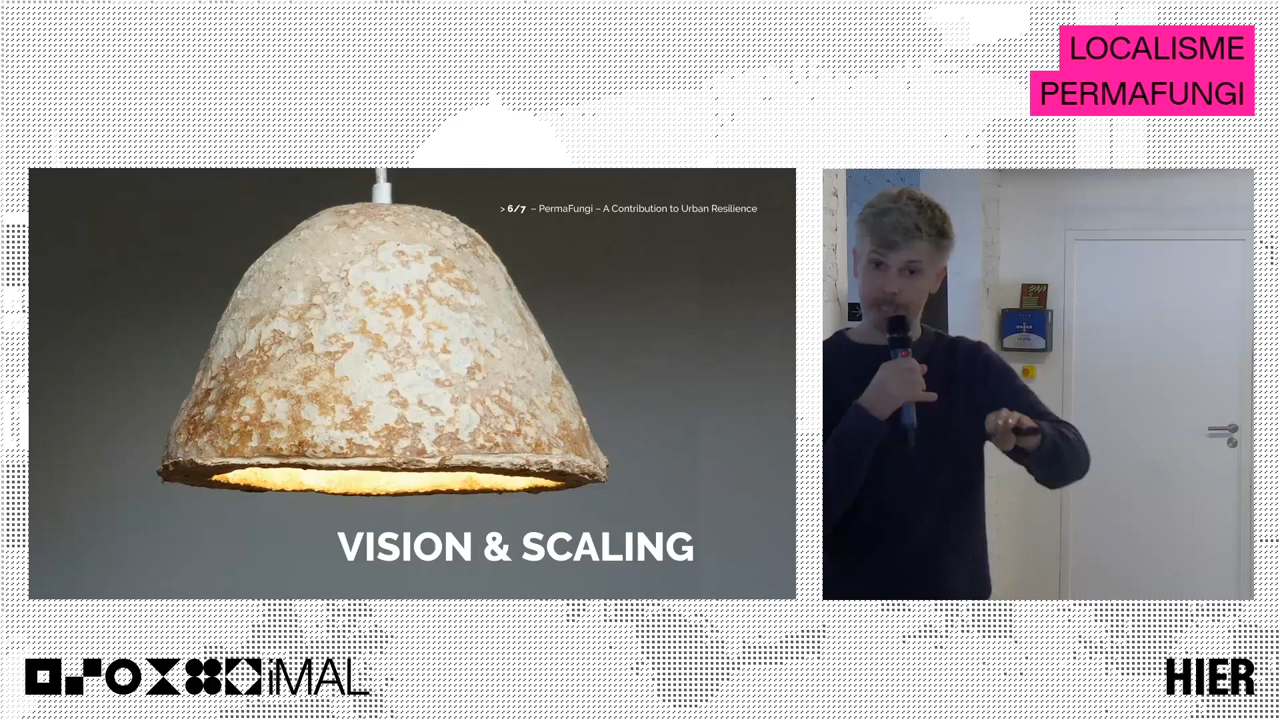 LOCALISME
PERMAFUNGI
> 6/7 – PermaFungi – A Contribution to Urban Resilience
VISION & SCALING
iMAL
HIER